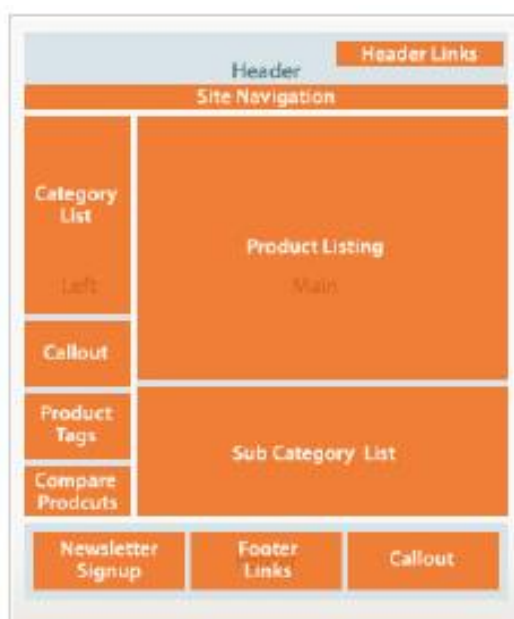 Header Links
Header
Site Navigation
Category
List
Left
Product Listing
Main
Callout
Product
Tags
Sub Category List
Compare
Prodcuts
Newsletter
Signup
Footer
Links
Callout